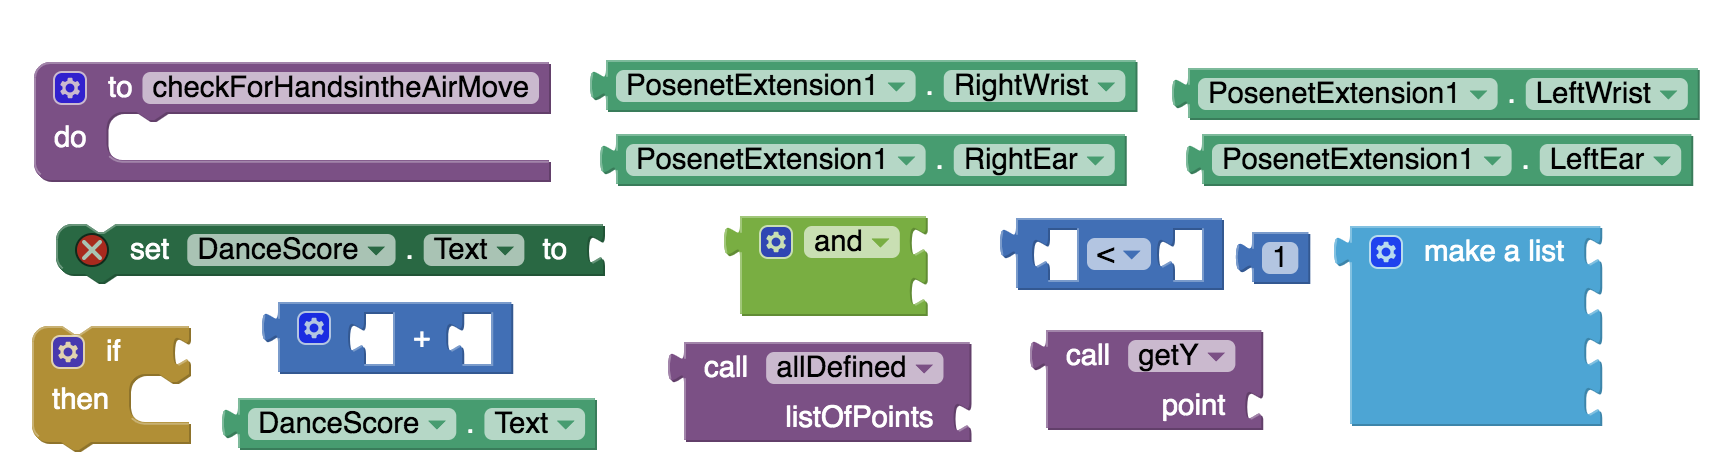 to checkForHandsintheAirMove
do
PosenetExtension1 . RightWrist
PosenetExtension1 . LeftWrist
PosenetExtension1 . RightEar
PosenetExtension1 . LeftEar
set DanceScore . Text to
and
<
1
make a list
if
then
+
DanceScore . Text
call allDefined
listOfPoints
call getY
point